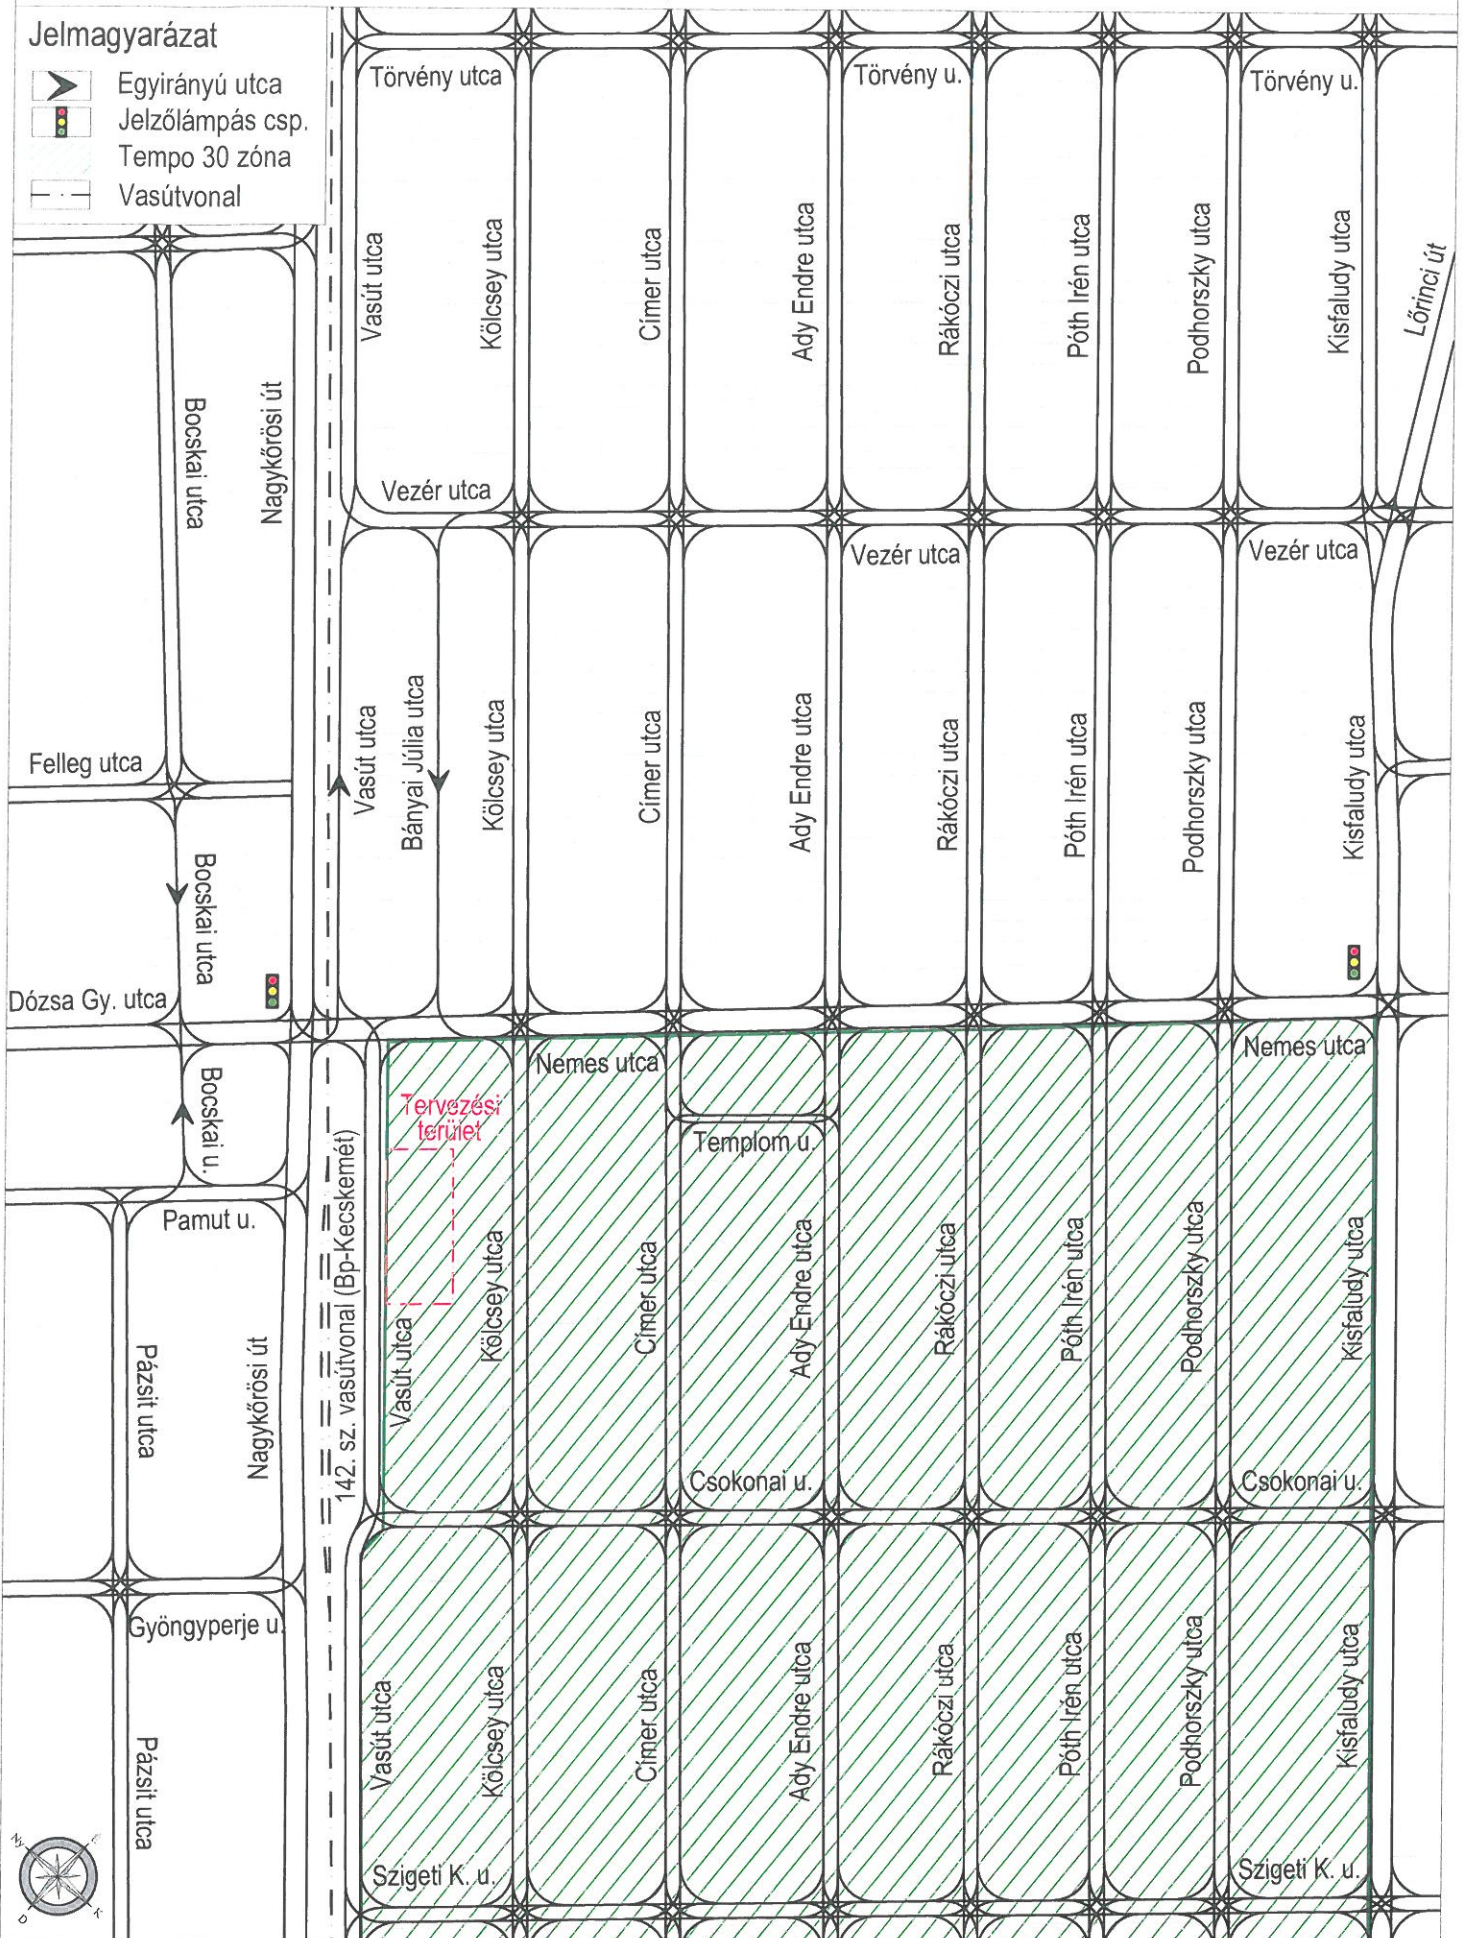 Jelmagyarázat
Egyirányú utca
Jelzőlámpás csp.
Tempo 30 zóna
Vasútvonal
Törvény utca
Törvény u.
Törvény u.
Vasút utca
Kölcsey utca
Címer utca
Ady Endre utca
Rákóczi utca
Póth Irén utca
Podhorszky utca
Kisfaludy utca
Lőrinci út
Bocskai utca
Nagykőrösi út
Vezér utca
Vezér utca
Vezér utca
Felleg utca
Vasút utca
Bányai Júlia utca
Kölcsey utca
Címer utca
Ady Endre utca
Rákóczi utca
Póth Irén utca
Podhorszky utca
Kisfaludy utca
Bocskai utca
Dózsa Gy. utca
Nemes utca
Nemes utca
Bocskai u.
Tervezési
terület
Templom u.
Pamut u.
142. sz. vasútvonal (Bp-Kecskemét)
Vasút utca
Kölcsey utca
Címer utca
Ady Endre utca
Rákóczi utca
Póth Irén utca
Podhorszky utca
Kisfaludy utca
Pázsit utca
Nagykőrösi út
Csokonai u.
Csokonai u.
Gyöngyperje u.
Vasút utca
Kölcsey utca
Címer utca
Ady Endre utca
Rákóczi utca
Póth Irén utca
Podhorszky utca
Kisfaludy utca
Pázsit utca
Szigeti K. u.
Szigeti K. u.
Ny
É
D
K